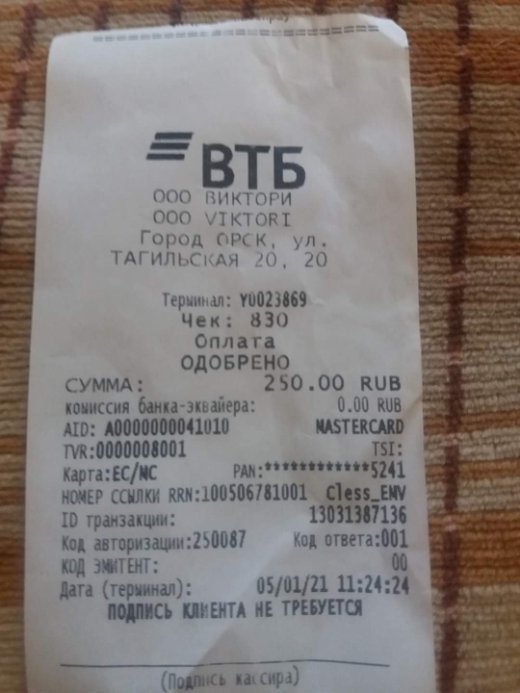 ВТБ
ООО ВИКТОРИ
ООО VIKTORI
Город ОРСК, ул.
ТАГИЛЬСКАЯ 20, 20
Терминал: Y0023869
Чек: 830
Оплата
ОДОБРЕНО
СУММА: 250.00 RUB
комиссия банка-эквайера: 0.00 RUB
AID: A0000000041010 MASTERCARD
TVR:0000008001 TSI:
Карта:EC/MC PAN:************5241
НОМЕР ССЫЛКИ RRN:100506781001 Cless_EMV
ID транзакции: 13031387136
Код авторизации:250087 Код ответа:001
КОД ЭМИТЕНТ: 00
Дата (терминал): 05/01/21 11:24:24
ПОДПИСЬ КЛИЕНТА НЕ ТРЕБУЕТСЯ
(Подпись кассира)